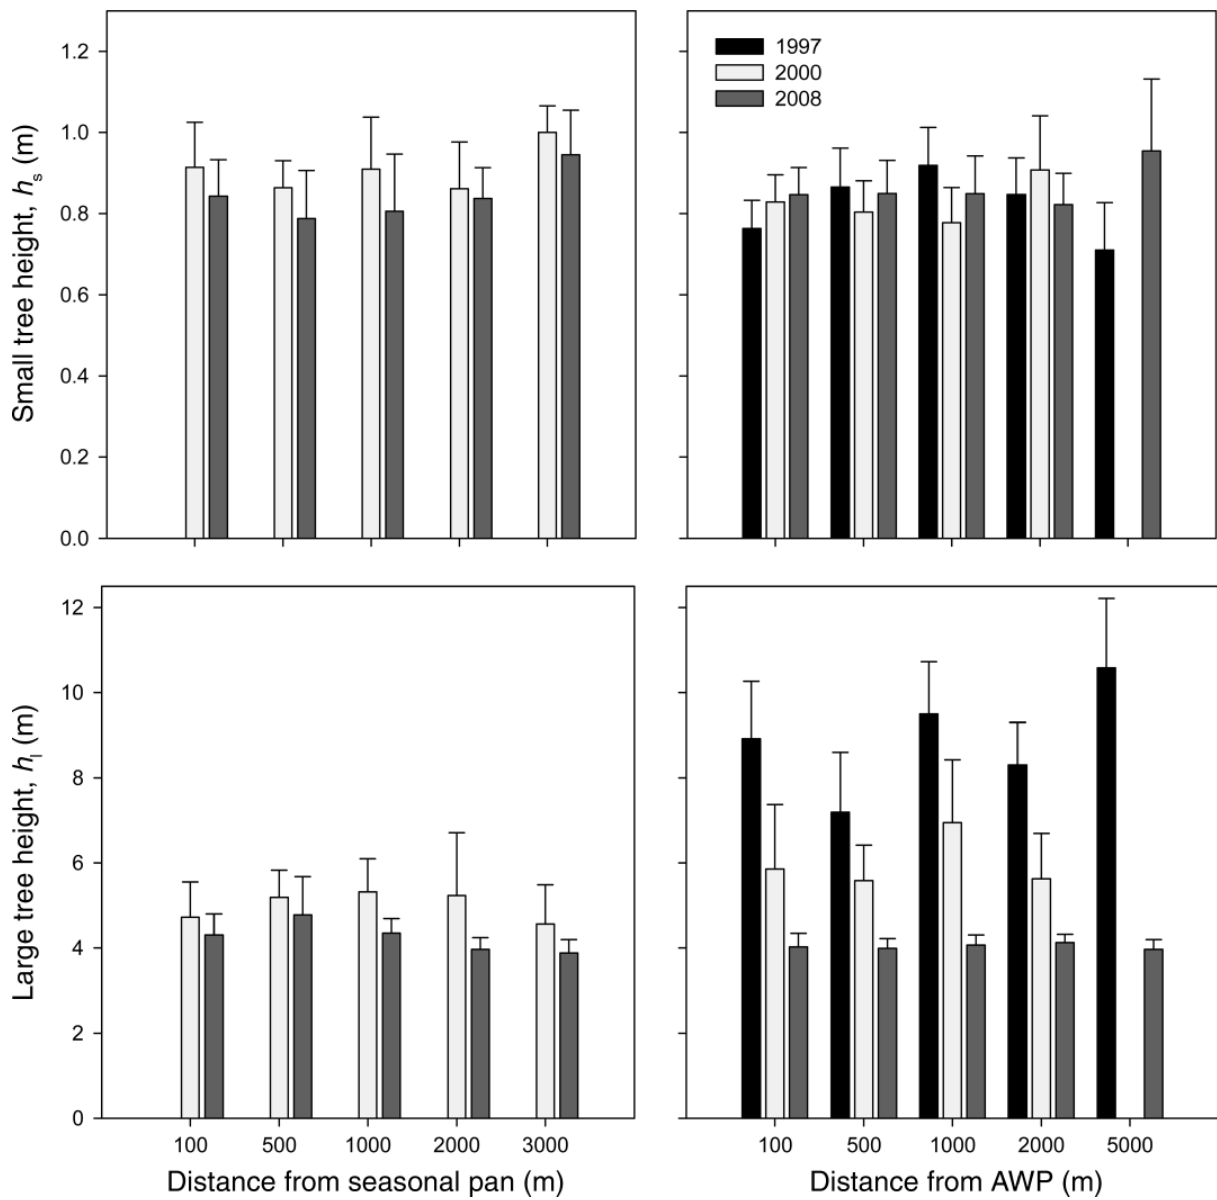 Small tree height, hs (m)
1.2
1.0
0.8
0.6
0.4
0.2
0.0
1997
2000
2008
Large tree height, hl (m)
12
10
8
6
4
2
0
100 500 1000 2000 3000
Distance from seasonal pan (m)
100 500 1000 2000 5000
Distance from AWP (m)